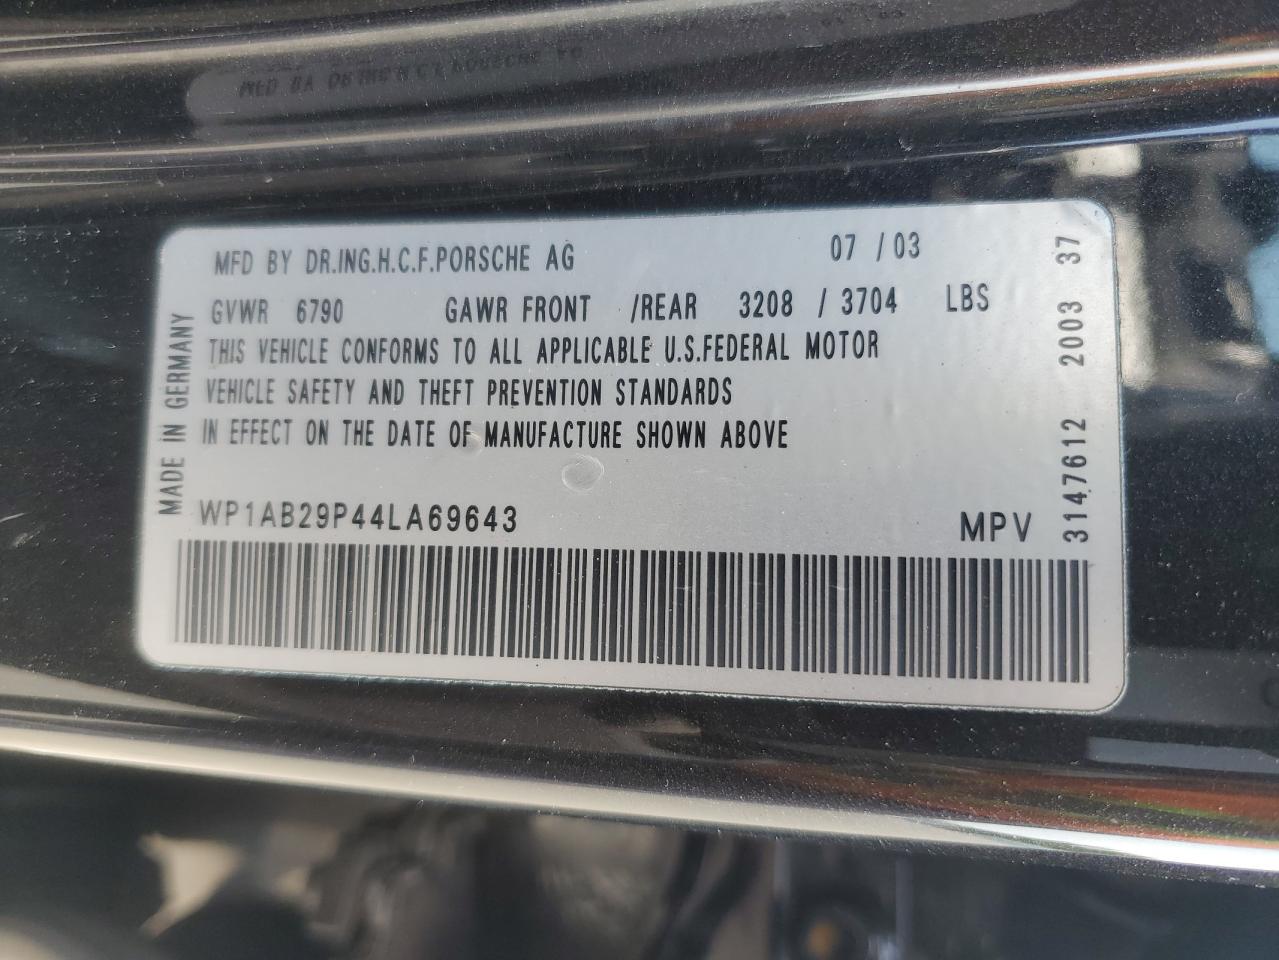 MFD BY DR.ING.H.C.F.PORSCHE AG 07 / 03
GVWR 6790 GAWR FRONT /REAR 3208 / 3704 LBS
THIS VEHICLE CONFORMS TO ALL APPLICABLE U.S.FEDERAL MOTOR
VEHICLE SAFETY AND THEFT PREVENTION STANDARDS
IN EFFECT ON THE DATE OF MANUFACTURE SHOWN ABOVE
WP1AB29P44LA69643 MPV
MADE IN GERMANY
3147612 2003 37